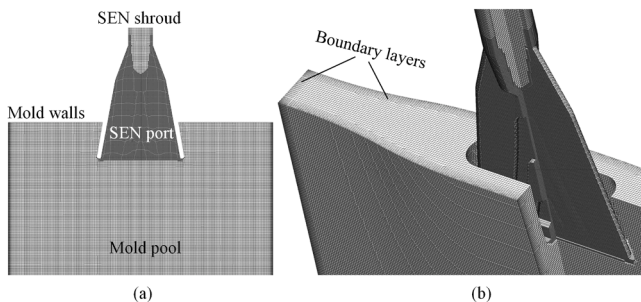 SEN shroud
Mold walls
SEN port
Mold pool
(a)
Boundary layers
(b)